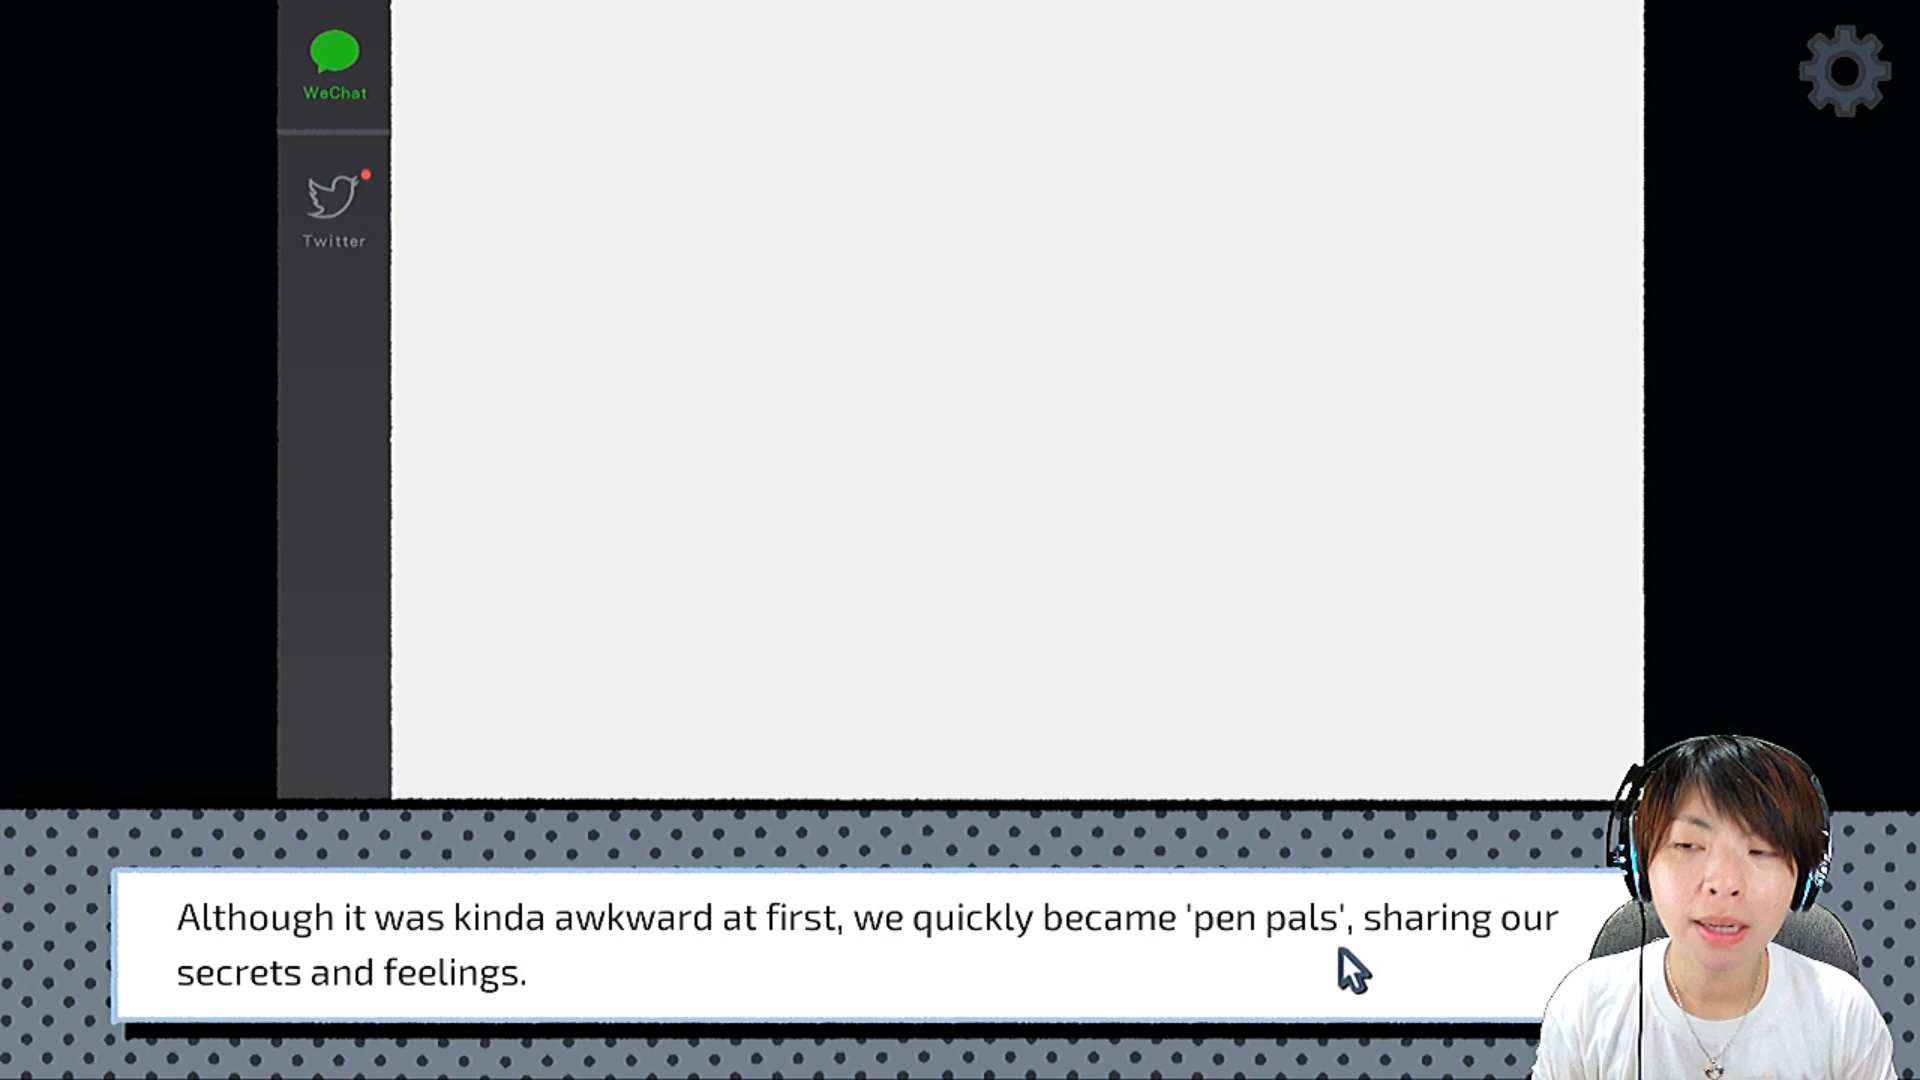 WeChat
Twitter
Although it was kinda awkward at first, we quickly became 'pen pals', sharing our
secrets and feelings.